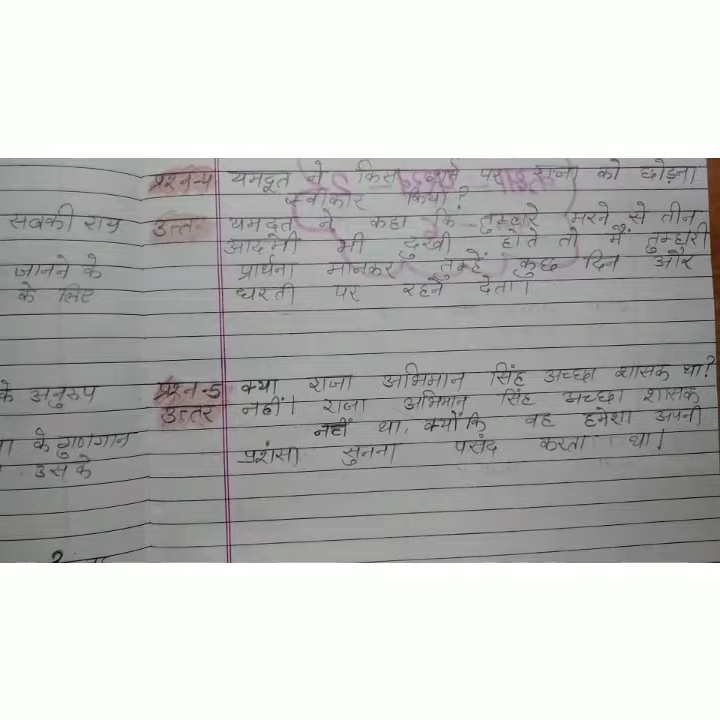 प्रश्न-4 यमदूत ने किस शर्त पर राजा को छोड़ना
स्वीकार किया?
सबकी राय
उत्तर यमदूत ने कहा कि तुम्हारे मरने से तीन
आदमी भी दुखी होते तो मैं तुम्हारी
जानने के
प्रार्थना मानकर तुम्हें कुछ दिन और
के लिए
धरती पर रहने देता।
के अनुरुप
प्रश्न-5 क्या राजा अभिमान सिंह अच्छा शासक था?
उत्तर नहीं। राजा अभिमान सिंह अच्छा शासक
नहीं था, क्योंकि वह हमेशा अपनी
के गुणगान
प्रशंसा सुनना पसंद करता था।
उसके